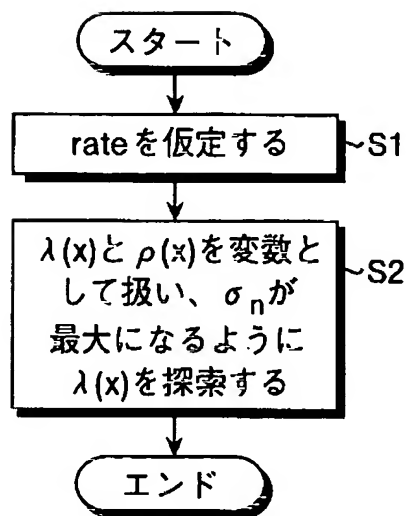 スタート
rateを仮定する
~S1
λ(x)とρ(x)を変数と
して扱い、σnが
最大になるように
λ(x)を探索する
~S2
エンド